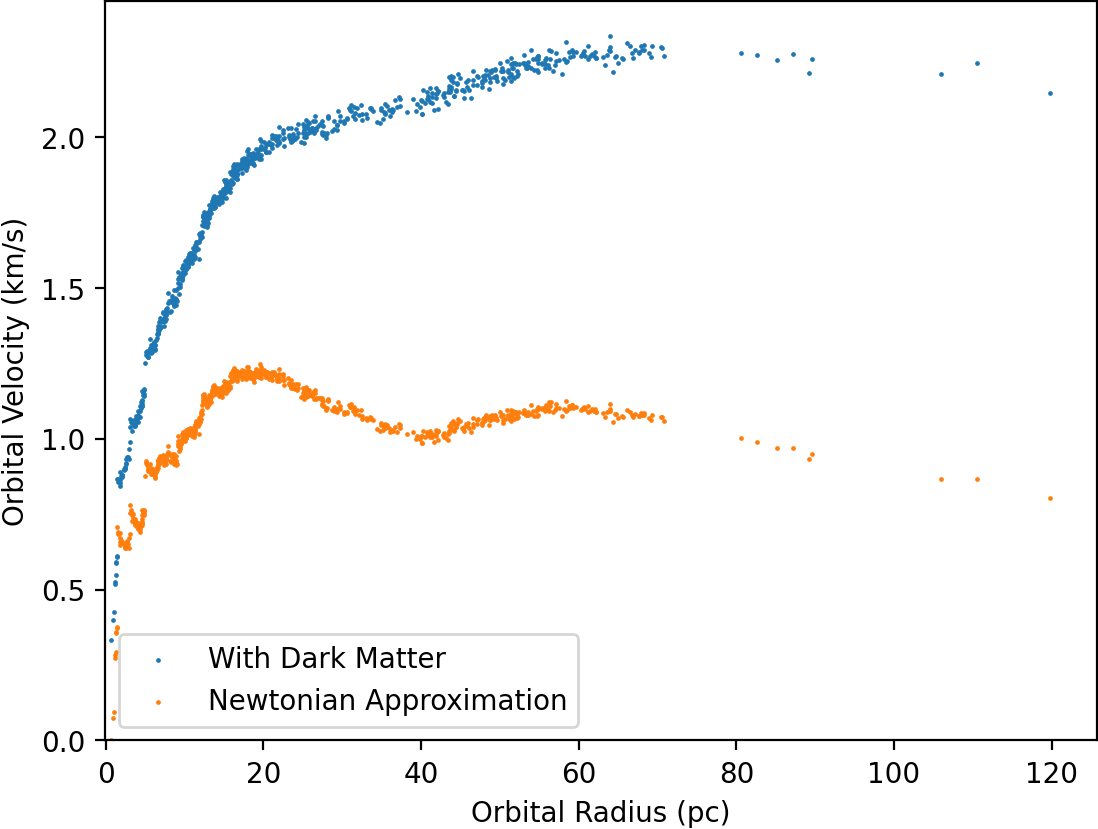 Orbital Velocity (km/s)
2.0
1.5
1.0
0.5
0.0
With Dark Matter
Newtonian Approximation
0 20 40 60 80 100 120
Orbital Radius (pc)